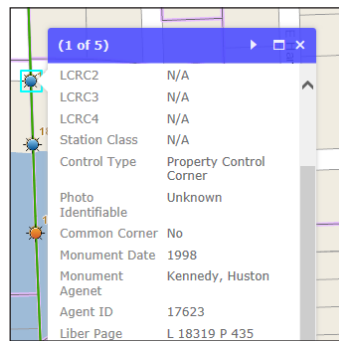 (1 of 5)
LCRC2 N/A
LCRC3 N/A
LCRC4 N/A
Station Class N/A
Control Type Property Control
Corner
Photo Unknown
Identifiable
Common Corner No
Monument Date 1998
Monument Kennedy, Huston
Agenet
Agent ID 17623
Liber Page L 18319 P 435